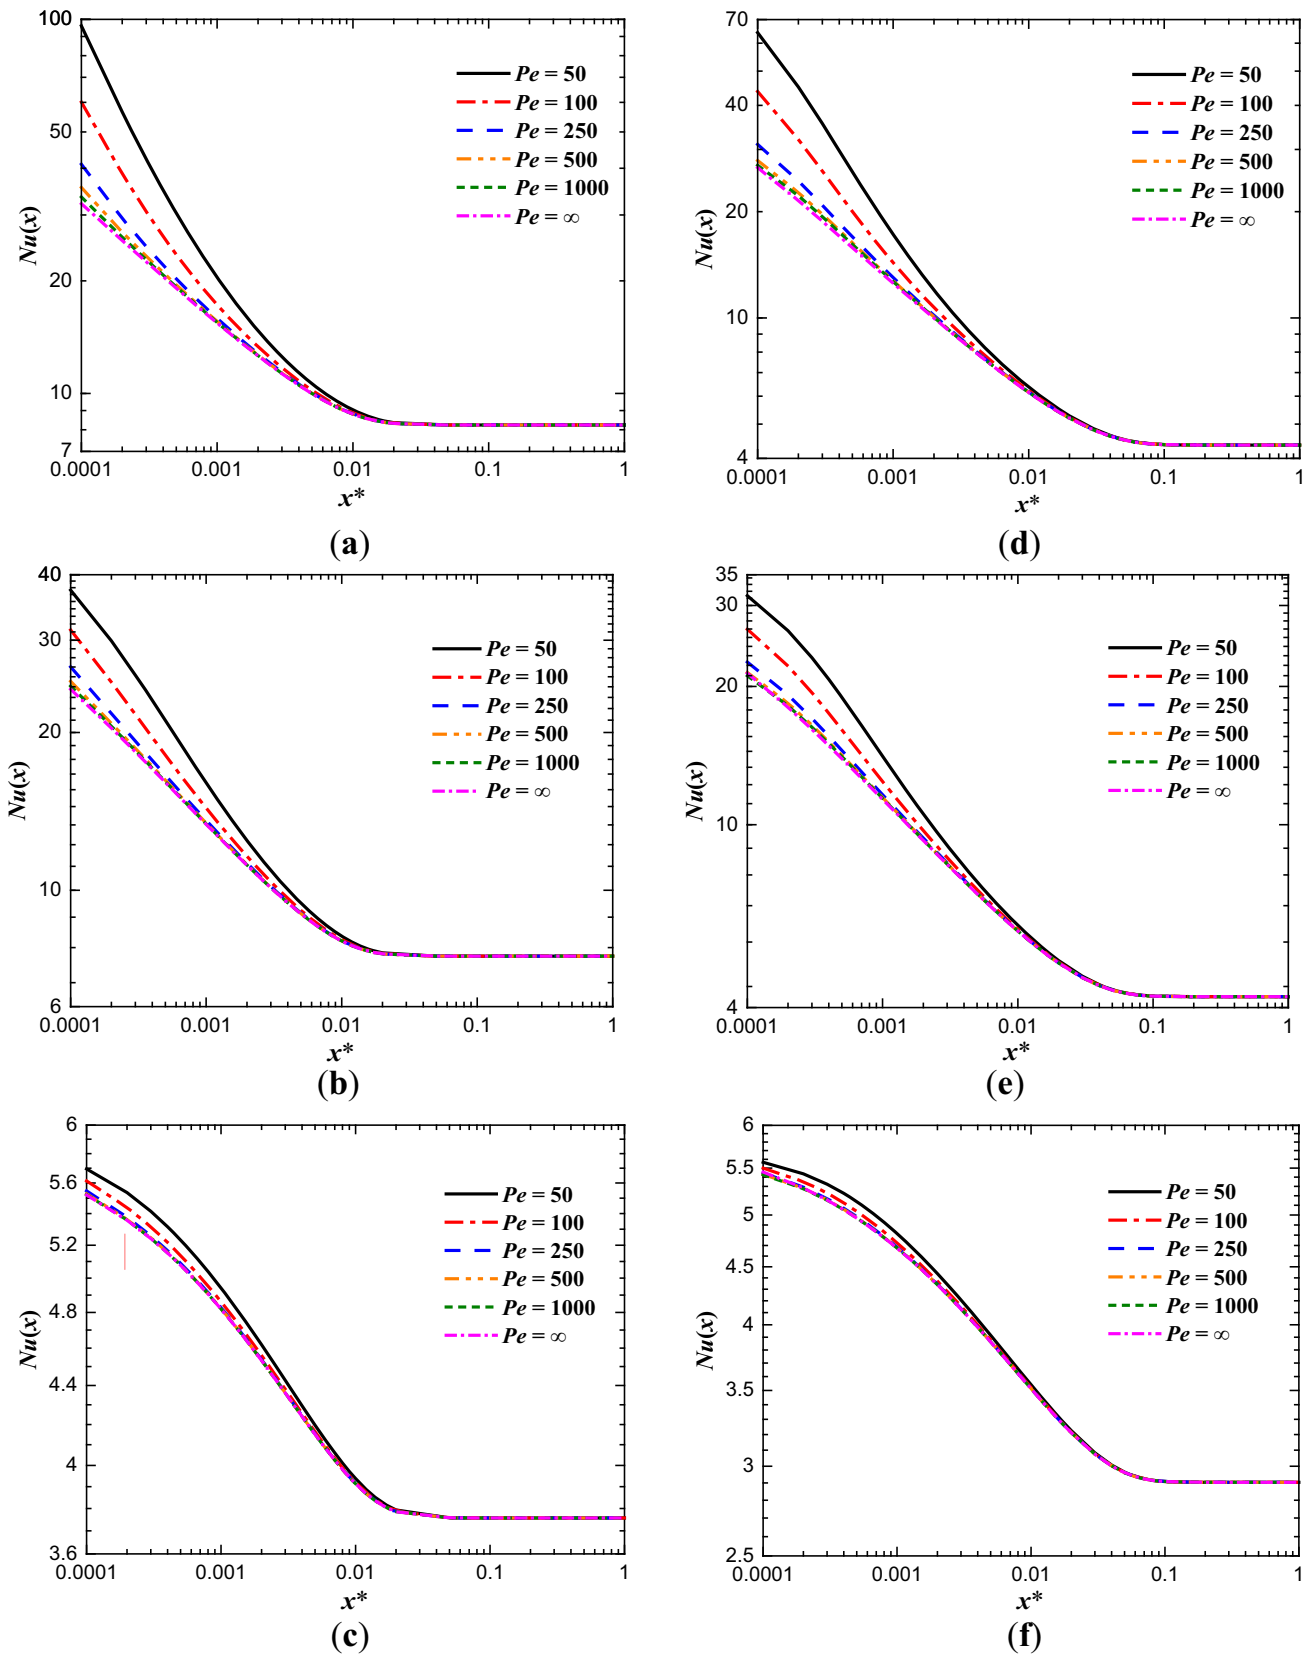 100
50
20
10
7
0.0001 0.001 0.01 0.1 1
Nu(x)
x*
Pe = 50
Pe = 100
Pe = 250
Pe = 500
Pe = 1000
Pe = ∞
(a)
70
40
20
10
4
0.0001 0.001 0.01 0.1 1
Nu(x)
x*
Pe = 50
Pe = 100
Pe = 250
Pe = 500
Pe = 1000
Pe = ∞
(d)
40
30
20
10
6
0.0001 0.001 0.01 0.1 1
Nu(x)
x*
Pe = 50
Pe = 100
Pe = 250
Pe = 500
Pe = 1000
Pe = ∞
(b)
35
30
20
10
4
0.0001 0.001 0.01 0.1 1
Nu(x)
x*
Pe = 50
Pe = 100
Pe = 250
Pe = 500
Pe = 1000
Pe = ∞
(e)
6
5.6
5.2
4.8
4.4
4
3.6
0.0001 0.001 0.01 0.1 1
Nu(x)
x*
Pe = 50
Pe = 100
Pe = 250
Pe = 500
Pe = 1000
Pe = ∞
(c)
6
5.5
5
4.5
4
3.5
3
2.5
0.0001 0.001 0.01 0.1 1
Nu(x)
x*
Pe = 50
Pe = 100
Pe = 250
Pe = 500
Pe = 1000
Pe = ∞
(f)